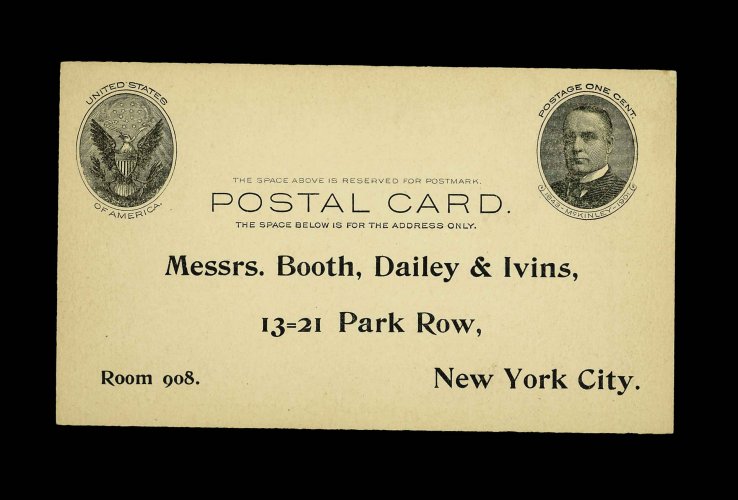 UNITED STATES
OF AMERICA.
POSTAGE ONE CENT.
1843-McKINLEY-1901
THE SPACE ABOVE IS RESERVED FOR POSTMARK.
POSTAL CARD.
THE SPACE BELOW IS FOR THE ADDRESS ONLY.
Messrs. Booth, Dailey & Ivins,
13=21 Park Row,
Room 908.
New York City.